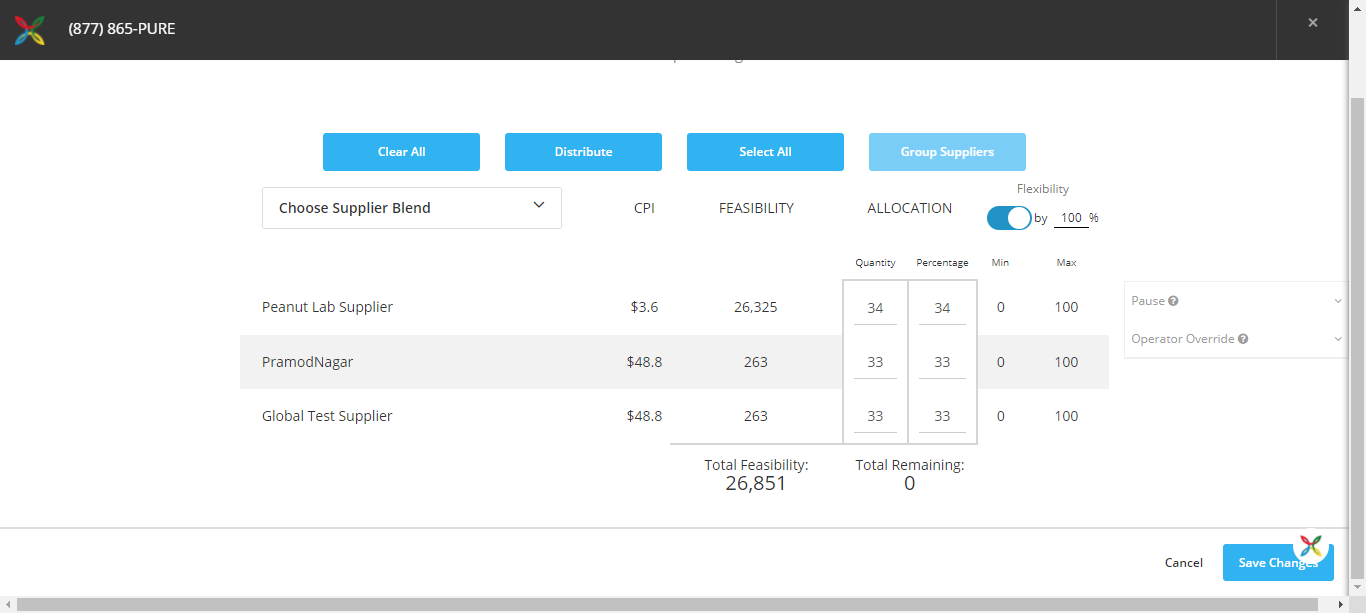 (877) 865-PURE
Clear All Distribute Select All Group Suppliers
Flexibility
Choose Supplier Blend CPI FEASIBILITY ALLOCATION by 100 %
Quantity Percentage Min Max
Peanut Lab Supplier $3.6 26,325 34 34 0 100 Pause
Operator Override
PramodNagar $48.8 263 33 33 0 100
Global Test Supplier $48.8 263 33 33 0 100
Total Feasibility: Total Remaining:
26,851 0
Cancel Save Changes